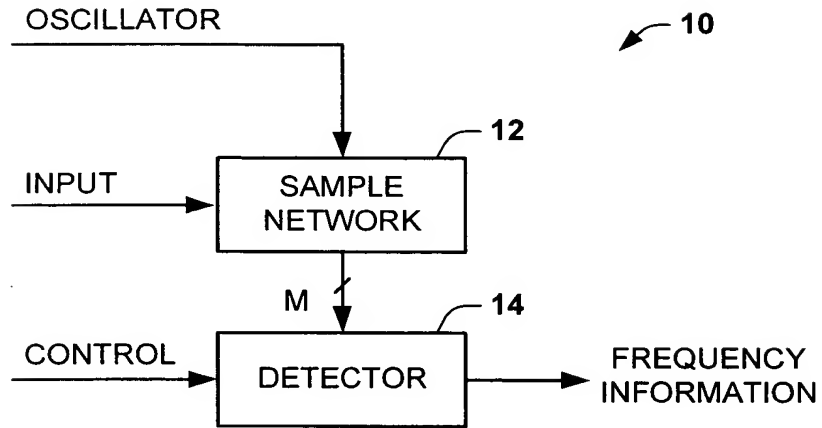 OSCILLATOR
10
12
INPUT
SAMPLE
NETWORK
M
14
CONTROL
DETECTOR
FREQUENCY
INFORMATION